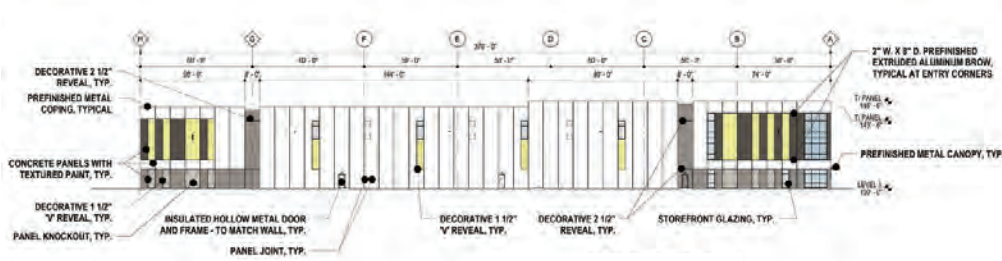 H G F E D C B A
DECORATIVE 2 1/2"
REVEAL, TYP.
PREFINISHED METAL
COPING, TYPICAL
CONCRETE PANELS WITH
TEXTURED PAINT, TYP.
DECORATIVE 1 1/2"
'V' REVEAL, TYP.
PANEL KNOCKOUT, TYP.
INSULATED HOLLOW METAL DOOR
AND FRAME - TO MATCH WALL, TYP.
PANEL JOINT, TYP.
DECORATIVE 1 1/2"
'V' REVEAL, TYP.
DECORATIVE 2 1/2"
REVEAL, TYP.
STOREFRONT GLAZING, TYP.
2" W. X 8" D. PREFINISHED
EXTRUDED ALUMINUM BROW,
TYPICAL AT ENTRY CORNERS
T/ PANEL
T/ PANEL
PREFINISHED METAL CANOPY, TYP
LEVEL 1